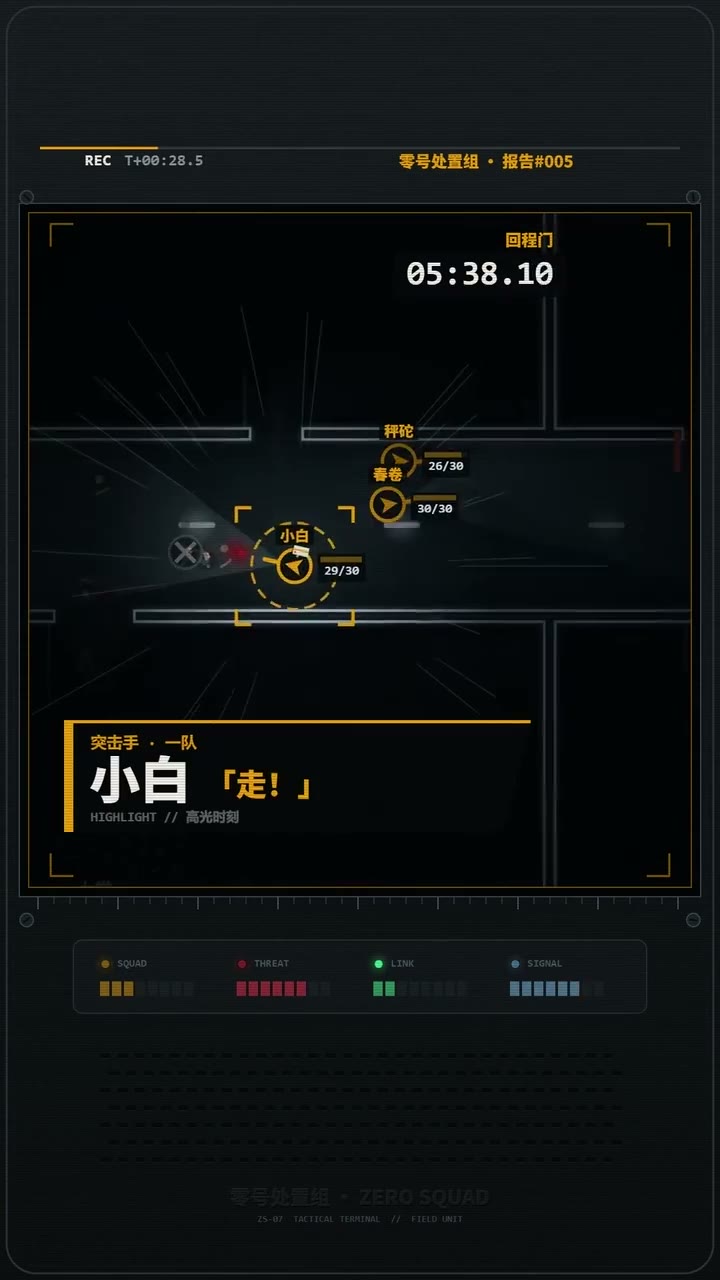 REC T+00:28.5 零号处置组 • 报告#005
回程门
05:38.10
秤砣
26/30
春卷
30/30
小白
29/30
突击手 · 一队
小白 「走！」
HIGHLIGHT // 高光时刻
SQUAD THREAT LINK SIGNAL
零号处置组 • ZERO SQUAD
ZS-07 TACTICAL TERMINAL // FIELD UNIT